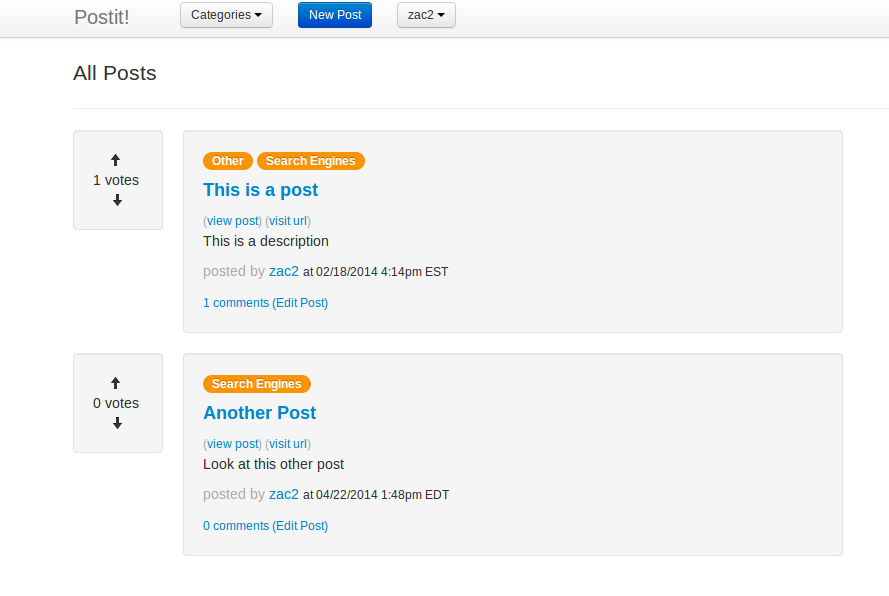 Postit! Categories New Post zac2
All Posts
1 votes
Other Search Engines
This is a post
(view post) (visit url)
This is a description
posted by zac2 at 02/18/2014 4:14pm EST
1 comments (Edit Post)
0 votes
Search Engines
Another Post
(view post) (visit url)
Look at this other post
posted by zac2 at 04/22/2014 1:48pm EDT
0 comments (Edit Post)